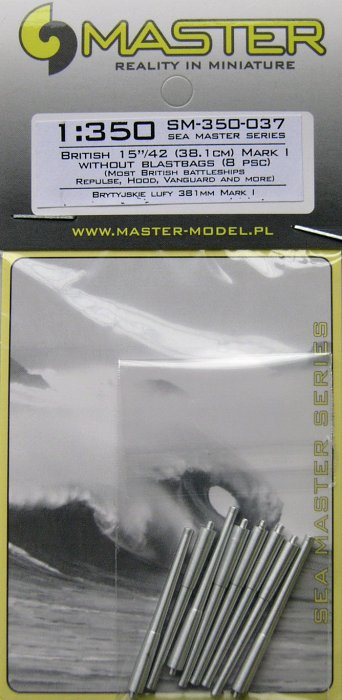 MASTER
REALITY IN MINIATURE
1:350 SM-350-037
SEA MASTER SERIES
BRITISH 15"/42 (38.1CM) MARK I
WITHOUT BLASTBAGS (8 PSC)
(MOST BRITISH BATTLESHIPS
REPULSE, HOOD, VANGUARD AND MORE)
BRYTYJSKIE LUFY 381MM MARK I
WWW.MASTER-MODEL.PL
SEA MASTER SERIES